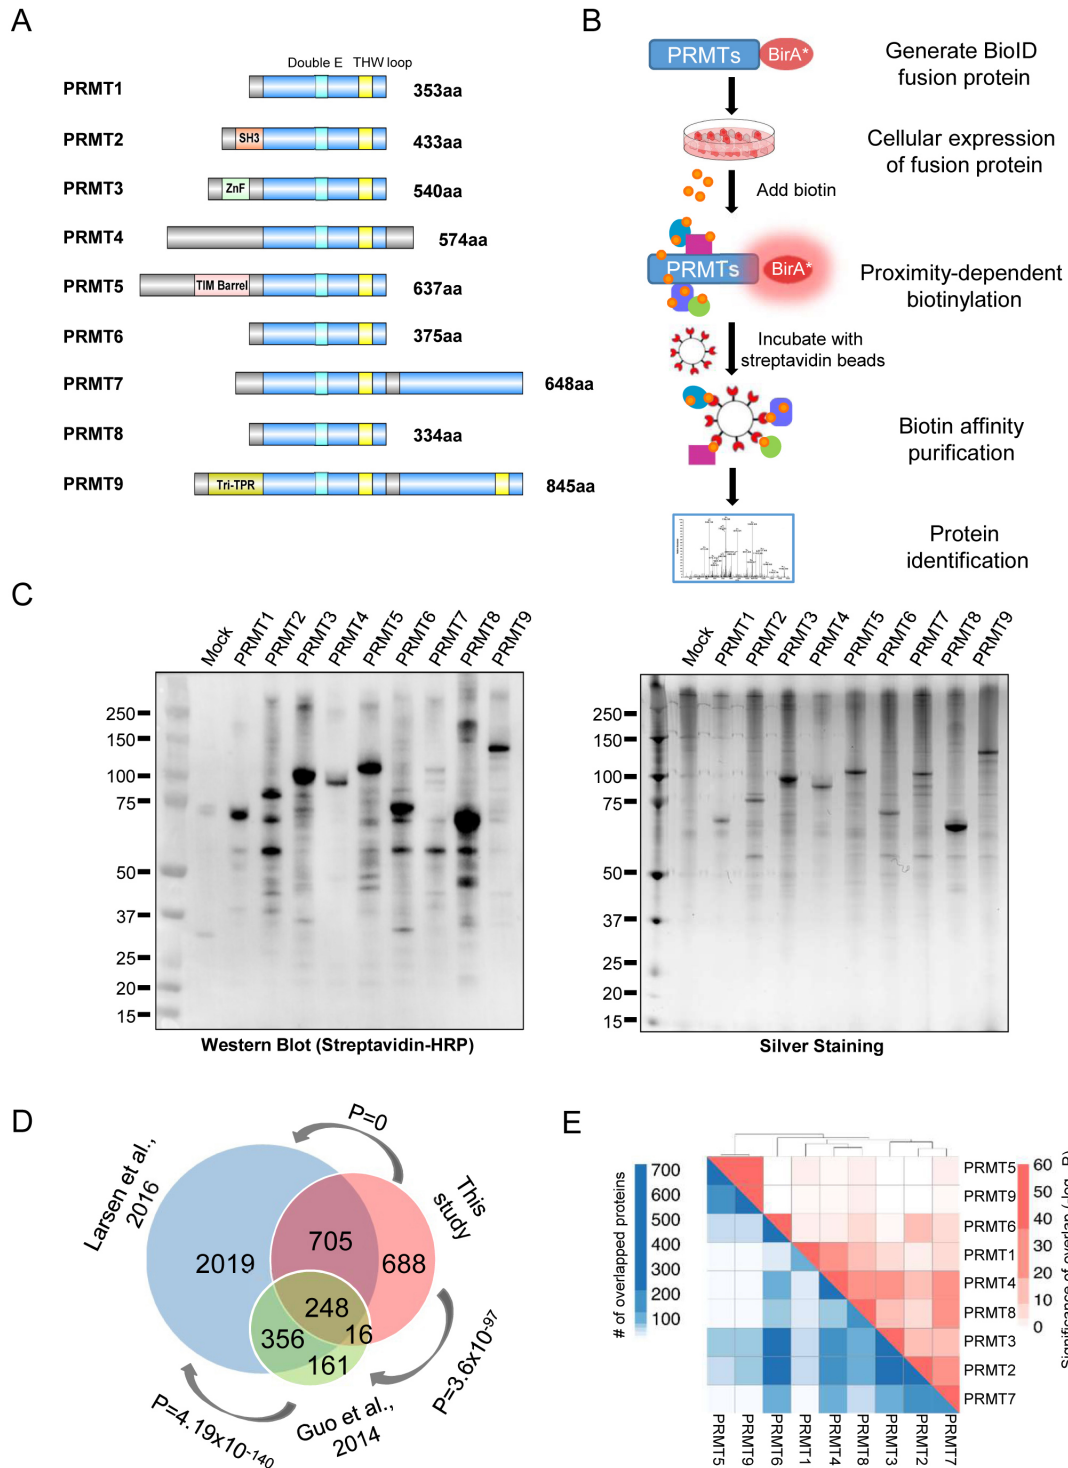 A
Double E THW loop
PRMT1
353aa
PRMT2
SH3
433aa
PRMT3
ZnF
540aa
PRMT4
574aa
PRMT5
TIM Barrel
637aa
PRMT6
375aa
PRMT7
648aa
PRMT8
334aa
PRMT9
Tri-TPR
845aa
B
PRMTs
BirA*
Generate BioID
fusion protein
Cellular expression
of fusion protein
Add biotin
PRMTs
BirA*
Proximity-dependent
biotinylation
Incubate with
streptavidin beads
Biotin affinity
purification
Protein
identification
C
Mock
PRMT1
PRMT2
PRMT3
PRMT4
PRMT5
PRMT6
PRMT7
PRMT8
PRMT9
250
150
100
75
50
37
25
20
15
Western Blot (Streptavidin-HRP)
Mock
PRMT1
PRMT2
PRMT3
PRMT4
PRMT5
PRMT6
PRMT7
PRMT8
PRMT9
250
150
100
75
50
37
25
20
15
Silver Staining
D
P=0
Larsen et al.,
2016
This
study
705
2019
688
248
356
16
161
P=3.6x10-97
P=4.19x10-140
Guo et al.,
2014
E
# of overlapped proteins
700
600
500
400
300
200
100
PRMT5
PRMT9
PRMT6
PRMT1
PRMT4
PRMT8
PRMT3
PRMT2
PRMT7
60
50
40
30
20
10
0
Significance of overlap (-log P)
PRMT5
PRMT9
PRMT6
PRMT1
PRMT4
PRMT8
PRMT3
PRMT2
PRMT7